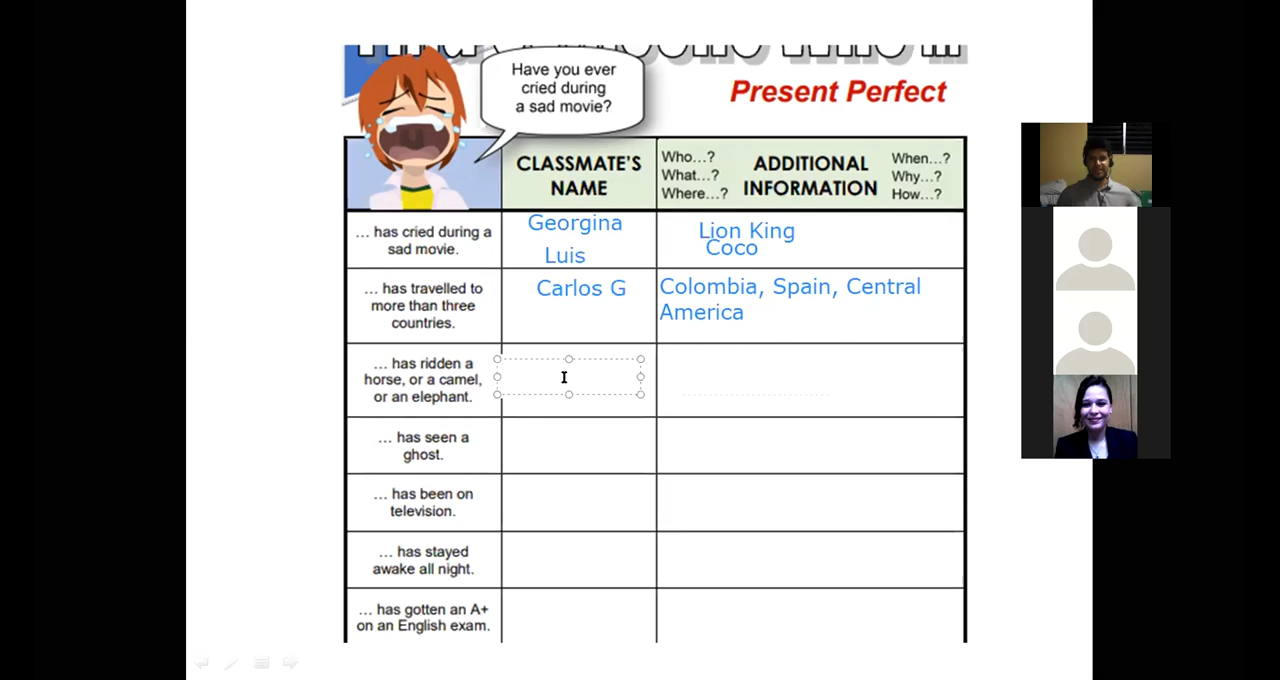 Have you ever
cried during
a sad movie?
Present Perfect
CLASSMATE'S
NAME
Who...?
What...?
Where...?
ADDITIONAL
INFORMATION
When...?
Why...?
How...?
... has cried during a
sad movie.
Georgina
Luis
Lion King
Coco
... has travelled to
more than three
countries.
Carlos G
Colombia, Spain, Central
America
... has ridden a
horse, or a camel,
or an elephant.
... has seen a
ghost.
... has been on
television.
... has stayed
awake all night.
... has gotten an A+
on an English exam.